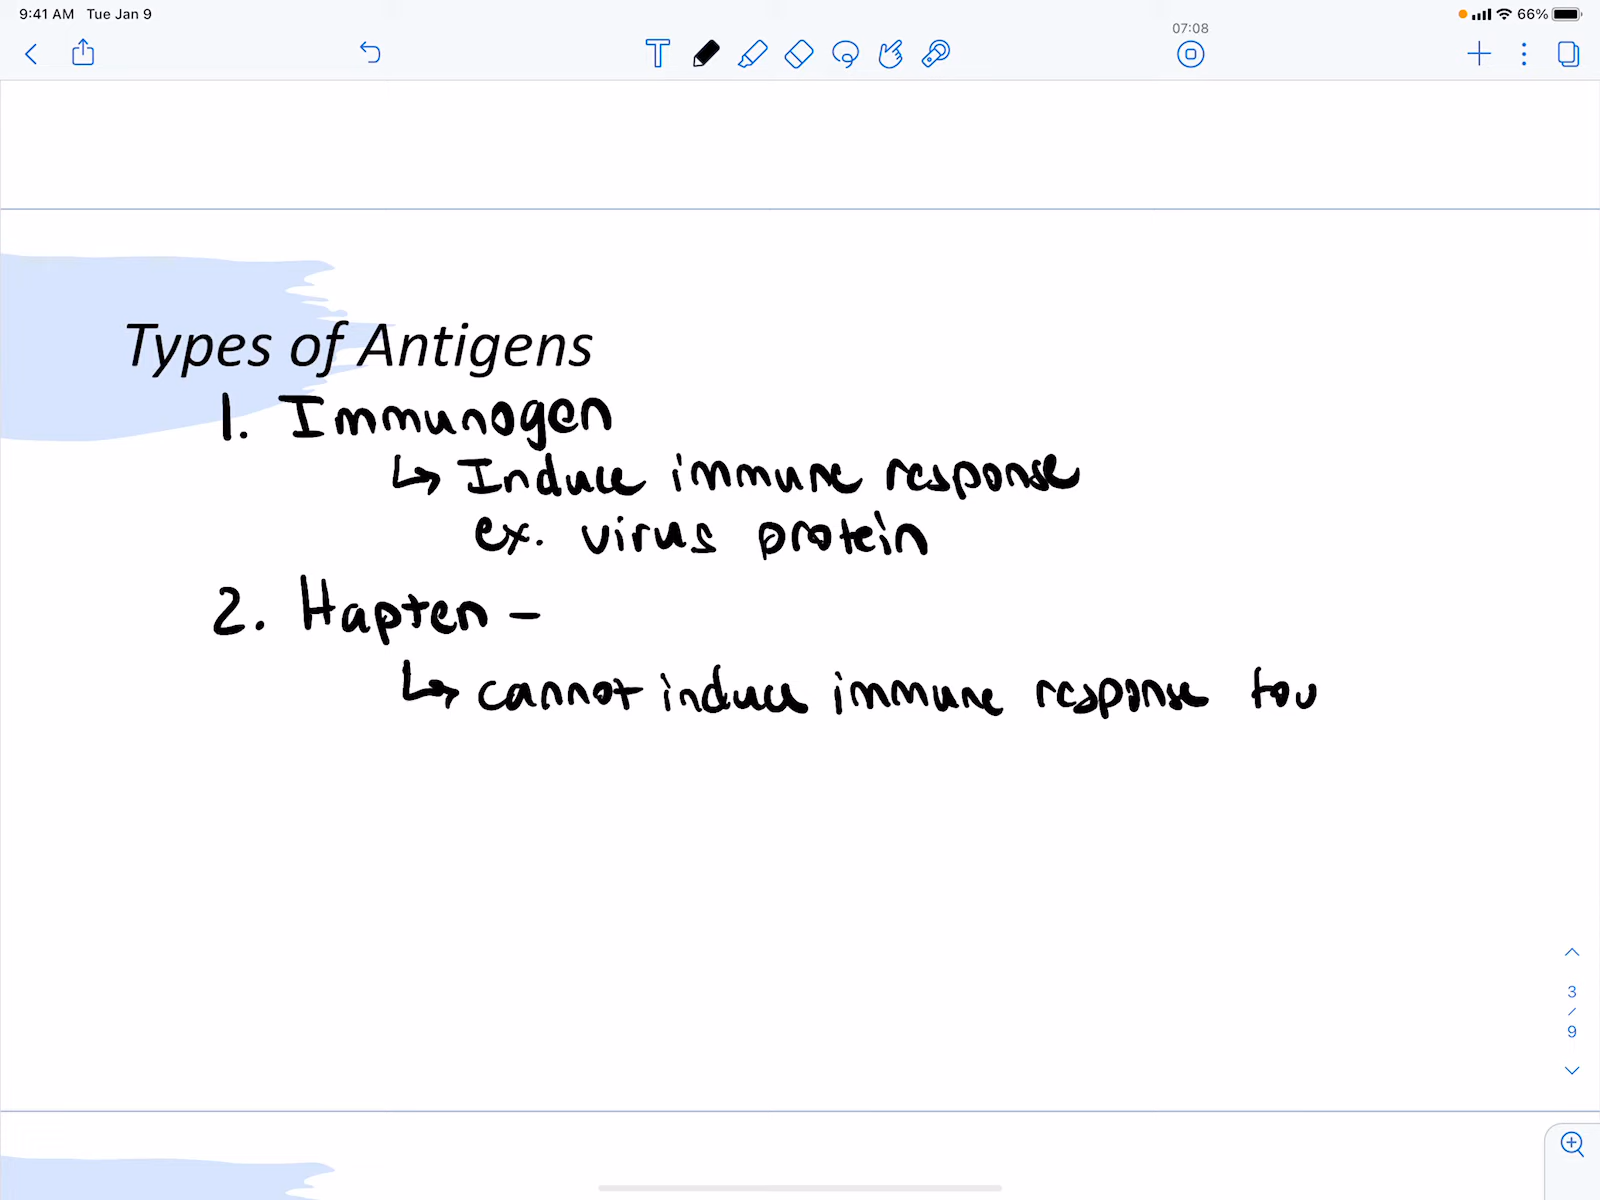 9:41 AM Tue Jan 9
66%
07:08
Types of Antigens
1. Immunogen
↳ Induce immune response
ex. virus protein
2. Hapten –
↳ cannot induce immune response
3
/
9